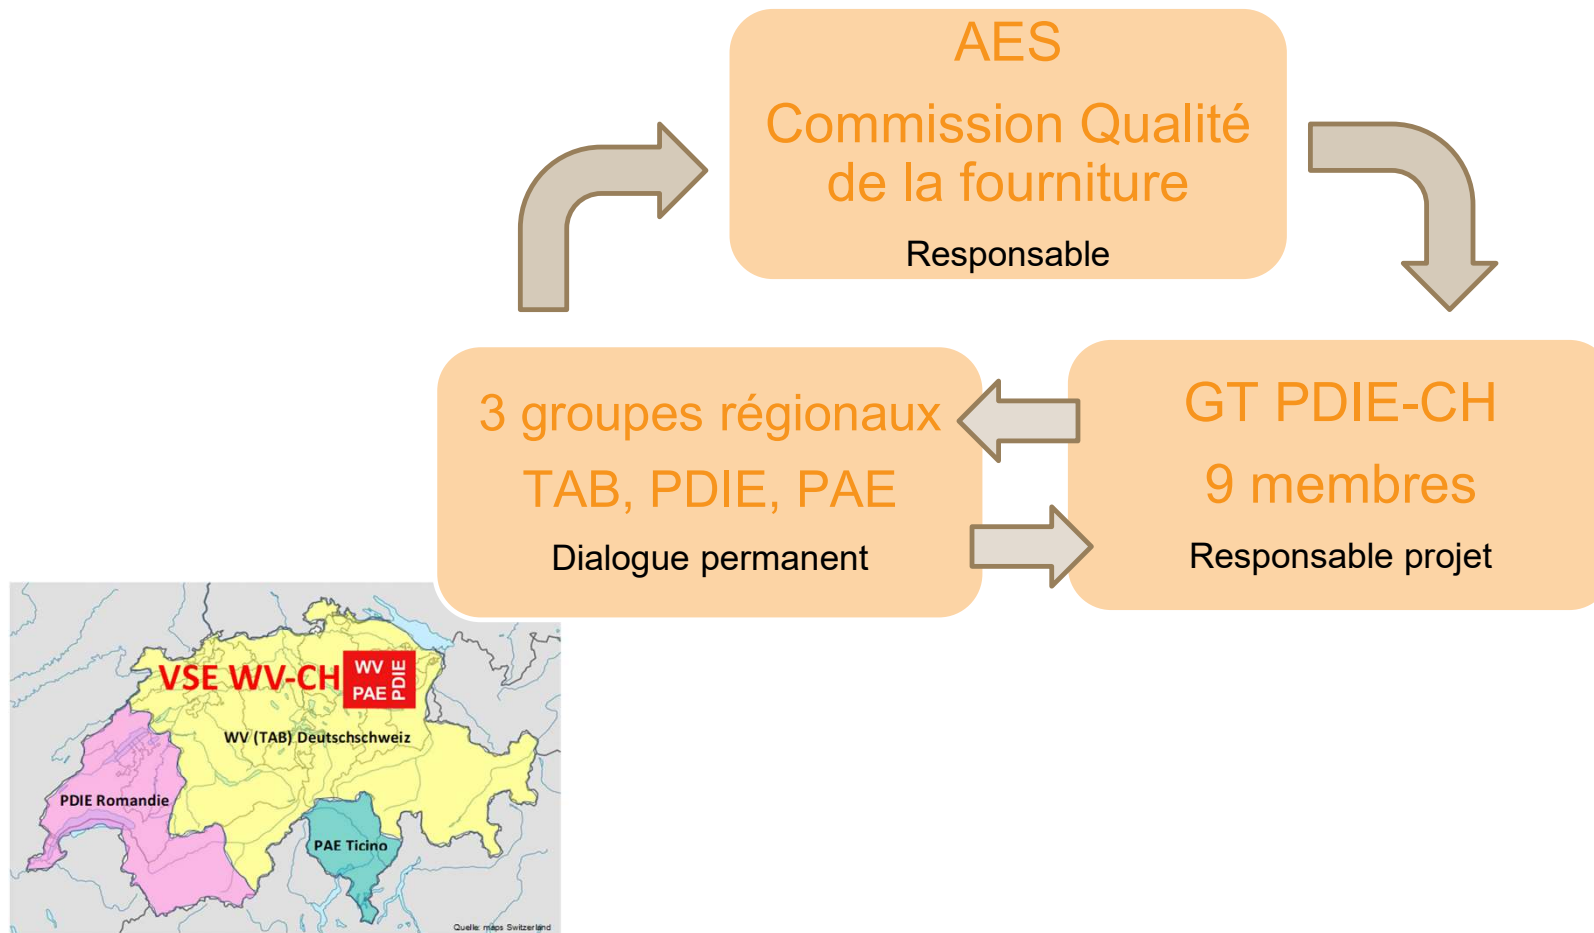 AES
Commission Qualité
de la fourniture
Responsable
3 groupes régionaux
TAB, PDIE, PAE
Dialogue permanent
GT PDIE-CH
9 membres
Responsable projet
VSE WV-CH
WV
PAE
PDIE
WV (TAB) Deutschschweiz
PDIE Romandie
PAE Ticino
Quelle: maps Switzerland